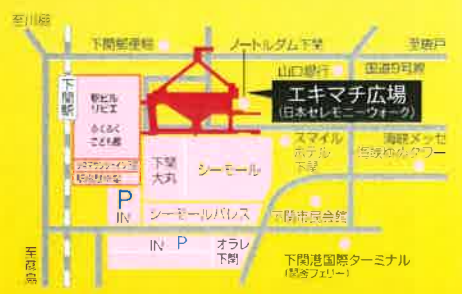 至川棚
下関郵便局
ノートルダム下関
至唐戸
山口銀行
国道9号線
下関駅
駅ビル
リピエ
ふくふく
こども館
エキマチ広場
(日本セレモニーウォーク)
スマイル
ホテル
下関
海峡メッセ
海峡ゆめタワー
下関
大丸
シーモール
P
IN
シーモールパレス
下関市民会館
IN P
オラレ
下関
至彦島
下関港国際ターミナル
(関釜フェリー)